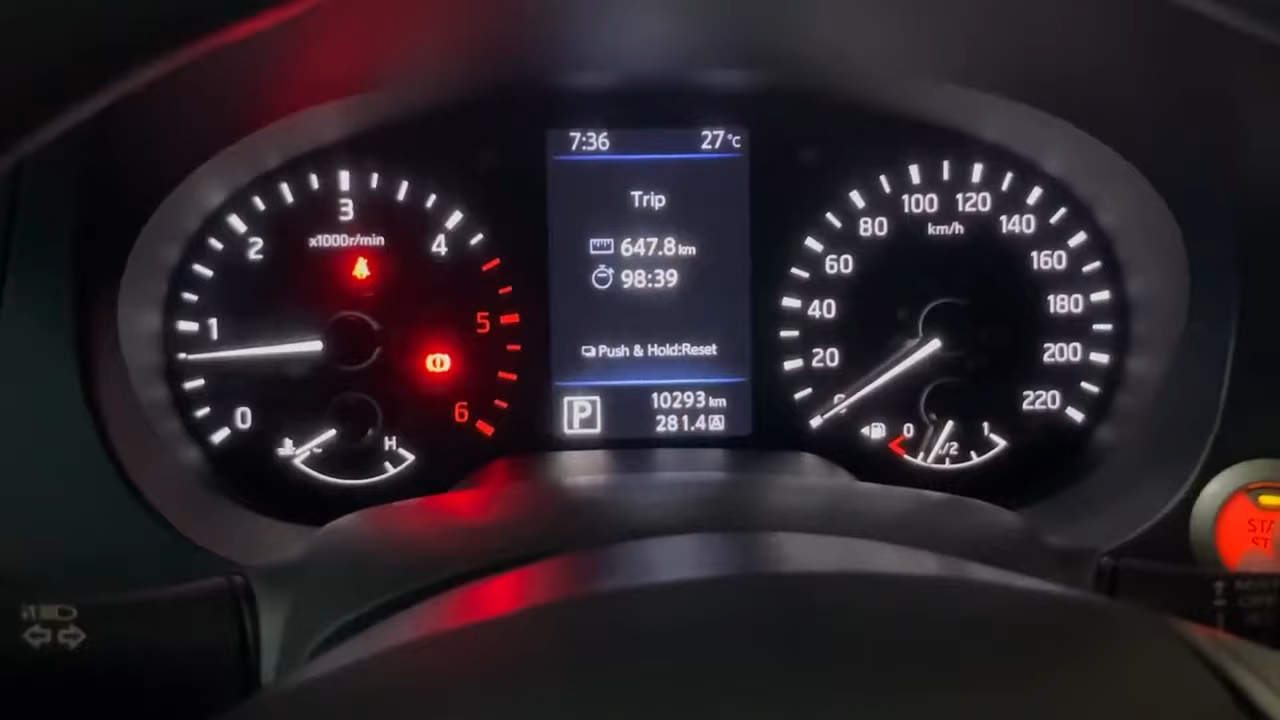 7:36 27°C
Trip
647.8 km
98:39
Push & Hold:Reset
P
10293 km
281.4 A
0
1
2
3
4
5
6
x1000r/min
H
0
20
40
60
80
100
120
140
160
180
200
220
km/h
0
1/2
1